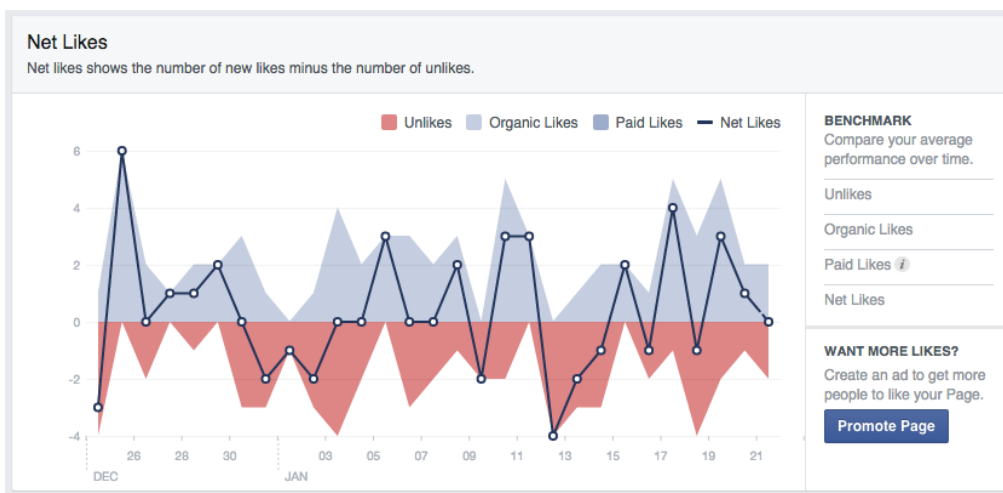 Net Likes
Net likes shows the number of new likes minus the number of unlikes.
Unlikes Organic Likes Paid Likes Net Likes
6
4
2
0
-2
-4
26 28 30 03 05 07 09 11 13 15 17 19 21
DEC JAN
BENCHMARK
Compare your average
performance over time.
Unlikes
Organic Likes
Paid Likes i
Net Likes
WANT MORE LIKES?
Create an ad to get more
people to like your Page.
Promote Page